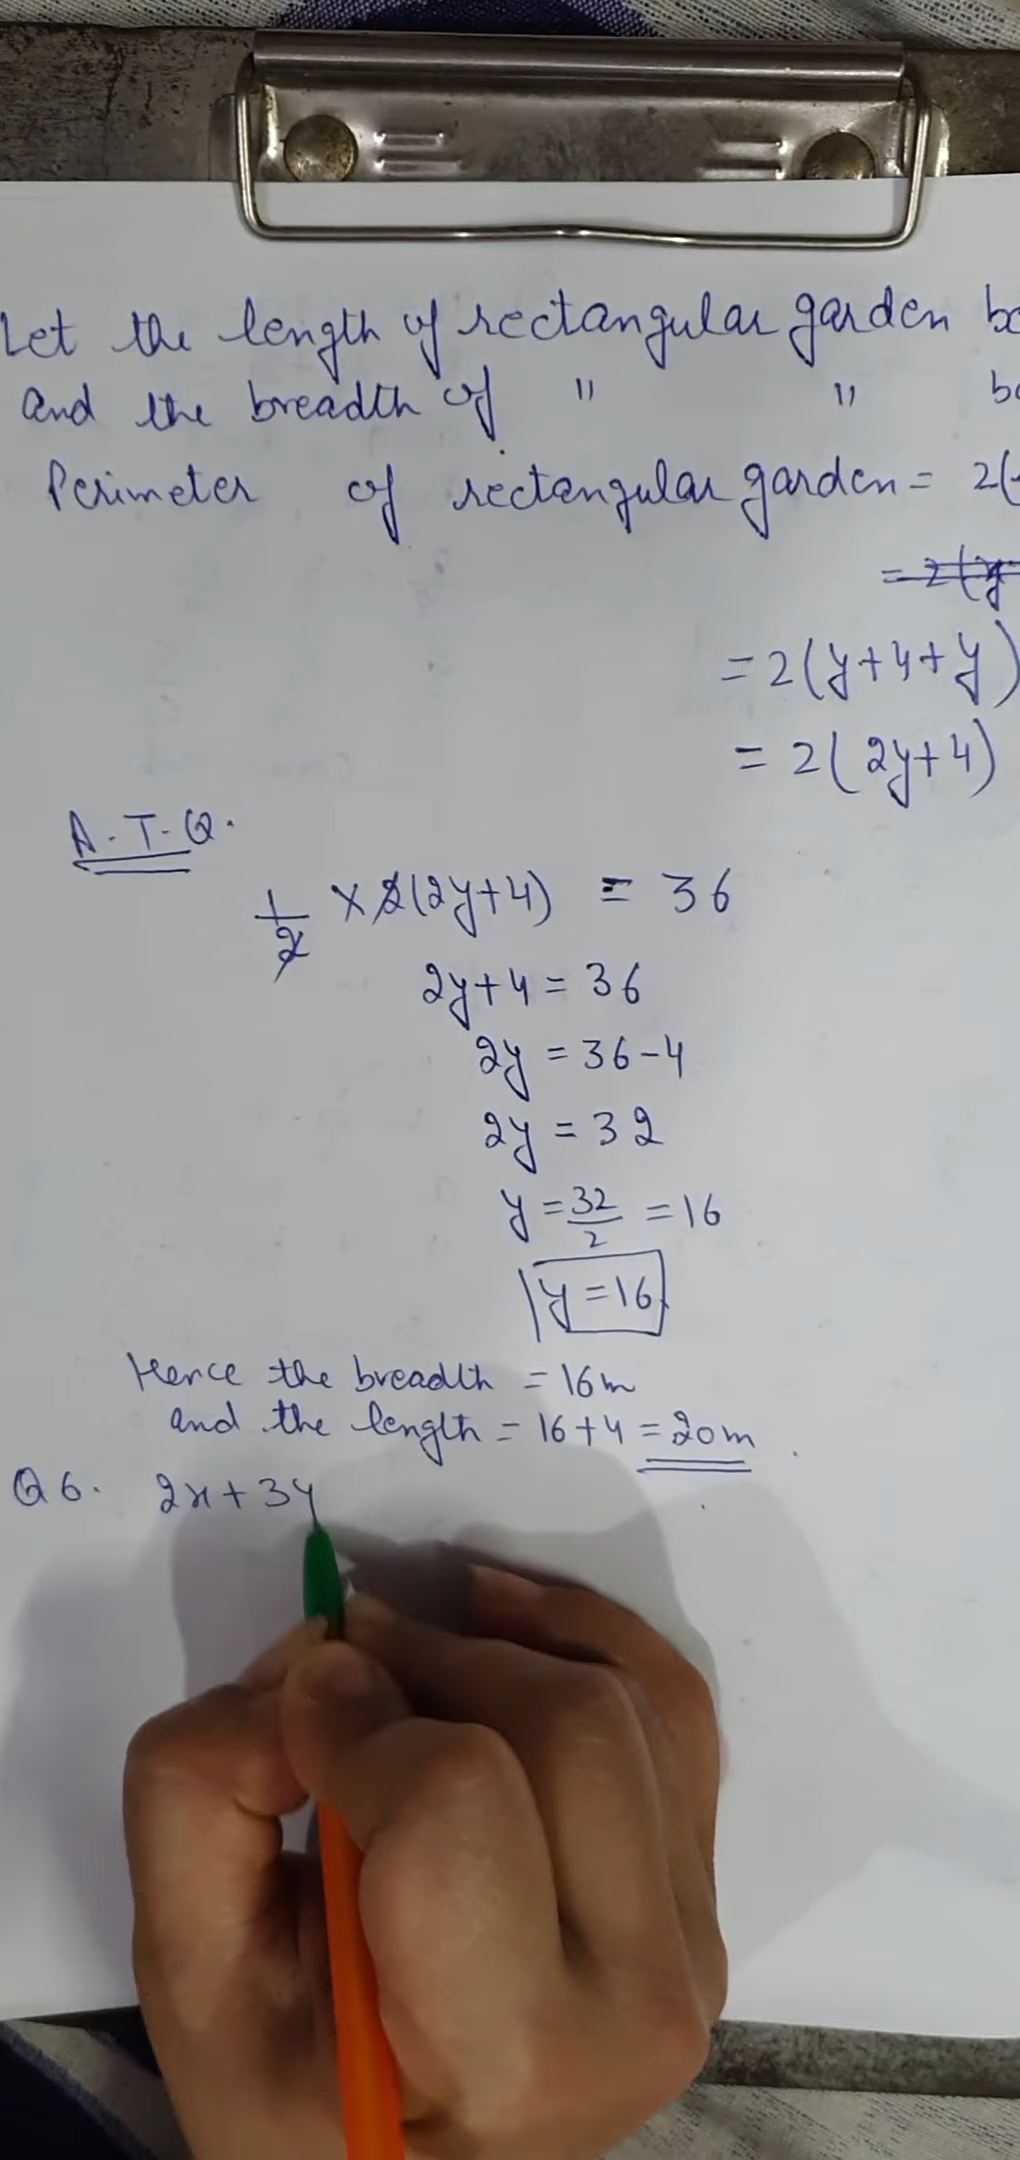 Let the length of rectangular garden be
and the breadth of " " be
Perimeter of rectangular garden = 2(
= 2(y
= 2(y+4+y)
= 2(2y+4)
A.T.Q.
1/2 × 2(2y+4) = 36
2y+4 = 36
2y = 36-4
2y = 32
y = 32/2 = 16
y = 16
Hence the breadth = 16m
and the length = 16+4 = 20m
Q6. 2x+3y